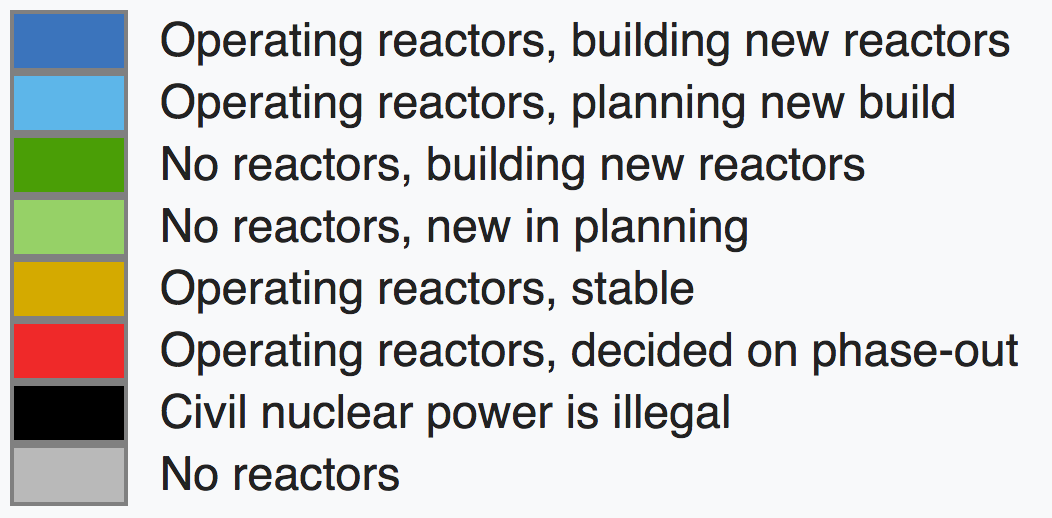 Operating reactors, building new reactors
Operating reactors, planning new build
No reactors, building new reactors
No reactors, new in planning
Operating reactors, stable
Operating reactors, decided on phase-out
Civil nuclear power is illegal
No reactors